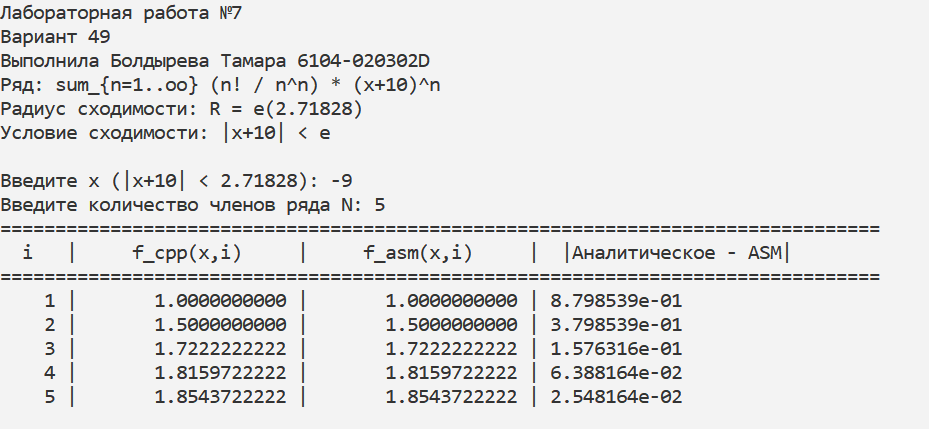 Лабораторная работа №7
Вариант 49
Выполнила Болдырева Тамара 6104-020302D
Ряд: sum_{n=1..oo} (n! / n^n) * (x+10)^n
Радиус сходимости: R = e(2.71828)
Условие сходимости: |x+10| < e
Введите x (|x+10| < 2.71828): -9
Введите количество членов ряда N: 5
================================================================================
i | f_cpp(x,i) | f_asm(x,i) | |Аналитическое - ASM|
================================================================================
1 | 1.0000000000 | 1.0000000000 | 8.798539e-01
2 | 1.5000000000 | 1.5000000000 | 3.798539e-01
3 | 1.7222222222 | 1.7222222222 | 1.576316e-01
4 | 1.8159722222 | 1.8159722222 | 6.388164e-02
5 | 1.8543722222 | 1.8543722222 | 2.548164e-02